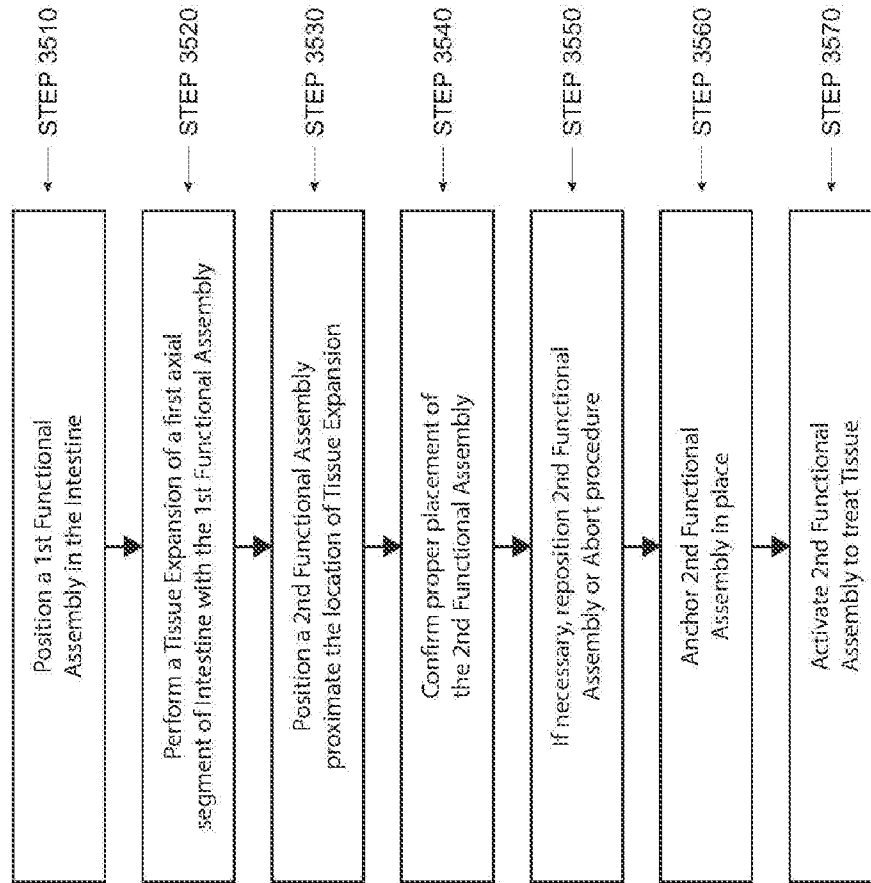 Position a 1st Functional
Assembly in the Intestine
STEP 3510
Perform a Tissue Expansion of a first axial
segment of Intestine with the 1st Functional Assembly
STEP 3520
Position a 2nd Functional Assembly
proximate the location of Tissue Expansion
STEP 3530
Confirm proper placement of
the 2nd Functional Assembly
STEP 3540
If necessary, reposition 2nd Functional
Assembly or Abort procedure
STEP 3550
Anchor 2nd Functional
Assembly in place
STEP 3560
Activate 2nd Functional
Assembly to treat Tissue
STEP 3570